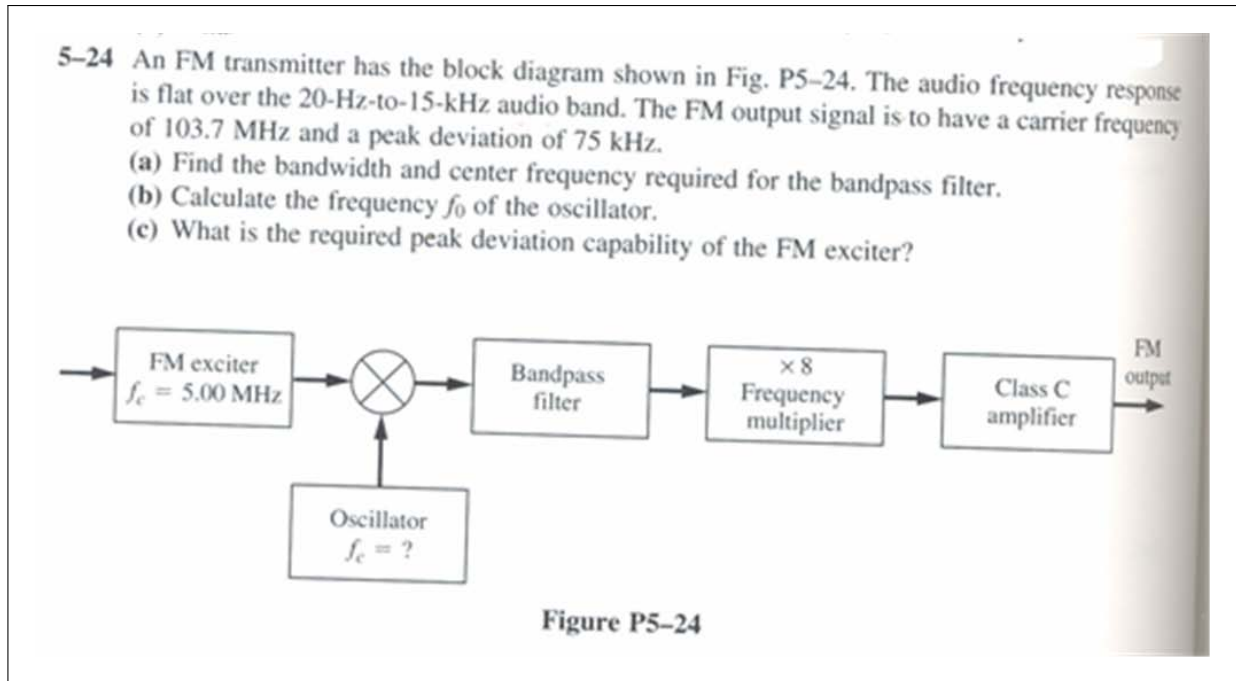 5–24 An FM transmitter has the block diagram shown in Fig. P5–24. The audio frequency response
is flat over the 20-Hz-to-15-kHz audio band. The FM output signal is to have a carrier frequency
of 103.7 MHz and a peak deviation of 75 kHz.
(a) Find the bandwidth and center frequency required for the bandpass filter.
(b) Calculate the frequency f0 of the oscillator.
(c) What is the required peak deviation capability of the FM exciter?
FM exciter
fc = 5.00 MHz
Bandpass
filter
×8
Frequency
multiplier
Class C
amplifier
FM
output
Oscillator
fc = ?
Figure P5–24